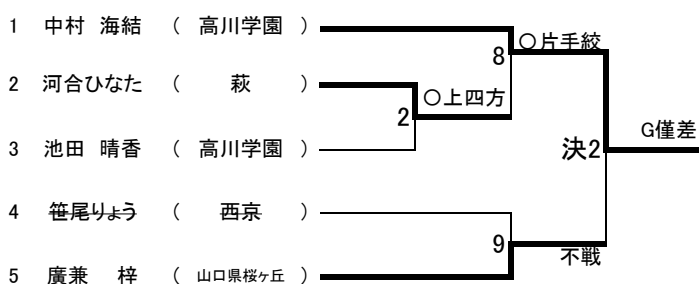 1 中村 海結 ( 高川学園 )
8
〇片手絞
2 河合ひなた ( 萩 )
2
〇上四方
G僅差
3 池田 晴香 ( 高川学園 )
決2
4 笹尾りょう ( 西京 )
9
不戦
5 廣兼 梓 ( 山口県桜ケ丘 )